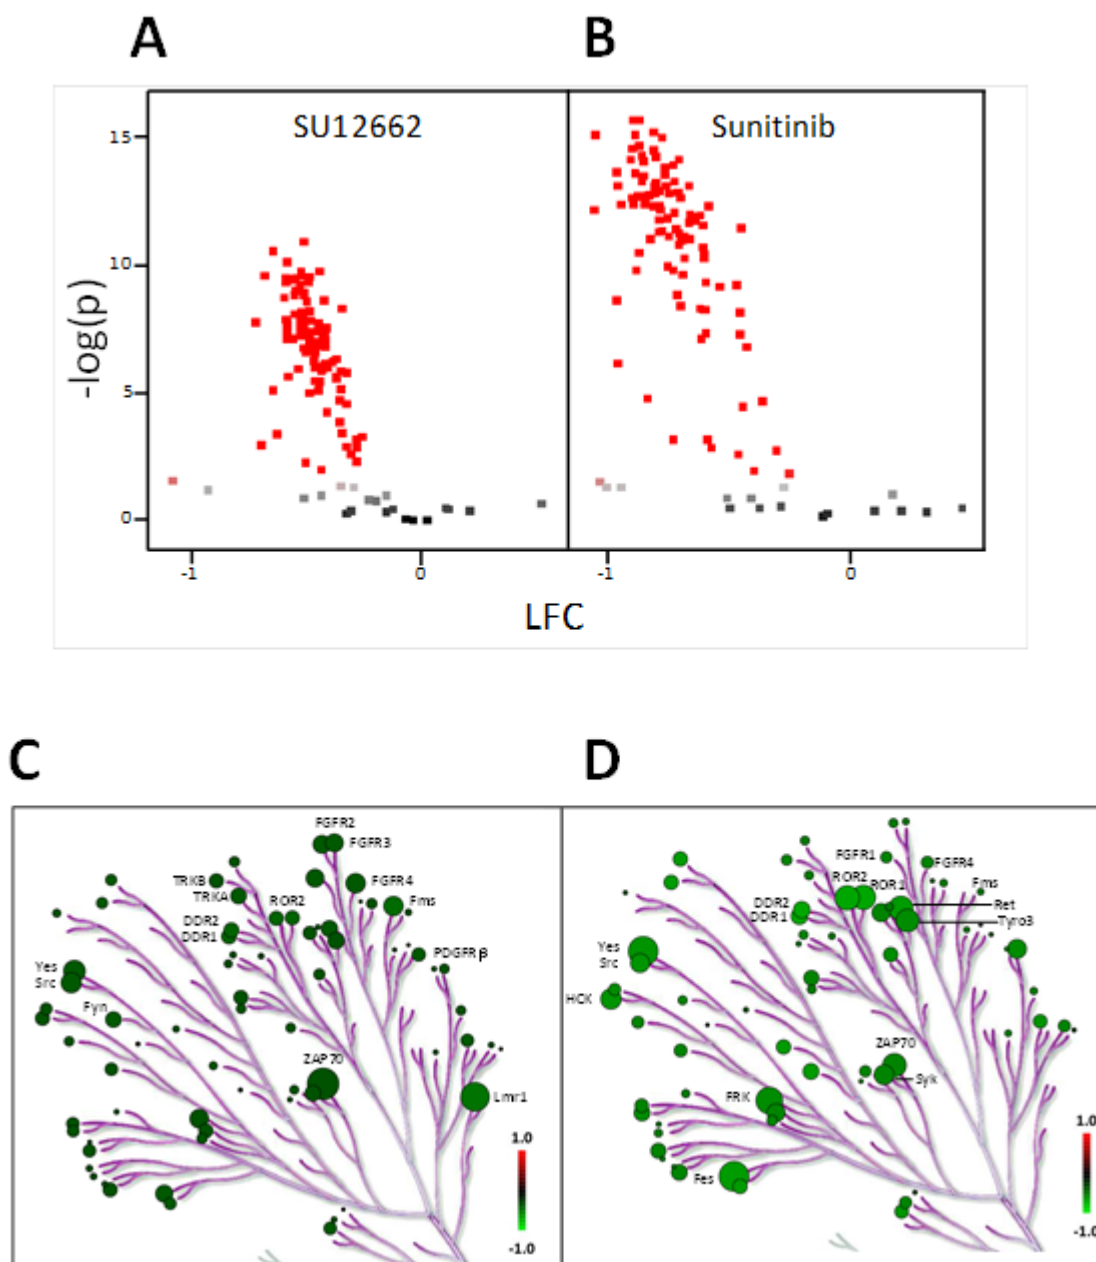 A
B
SU12662
Sunitinib
15
10
5
0
-log(p)
-1
0
-1
0
LFC
C
D
FGFR2
FGFR3
TRKB
TRKA
FGFR4
ROR2
Fms
DDR2
DDR1
PDGFRβ
Yes
Src
Fyn
ZAP70
Lmr1
1.0
-1.0
FGFR1
FGFR4
ROR2
ROR1
Fms
DDR2
DDR1
Ret
Tyro3
Yes
Src
HCK
ZAP70
Syk
FRK
Fes
1.0
-1.0